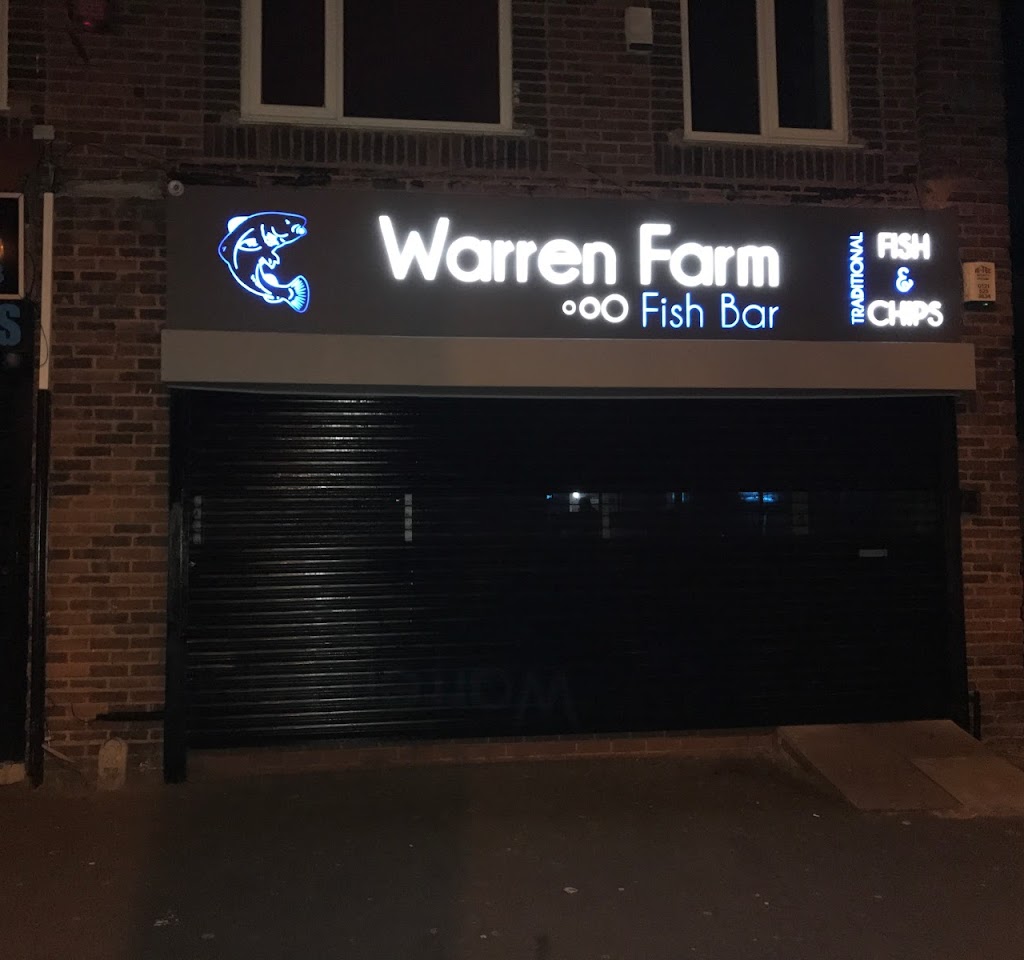 Warren Farm
Fish Bar
TRADITIONAL
FISH
&
CHIPS
S